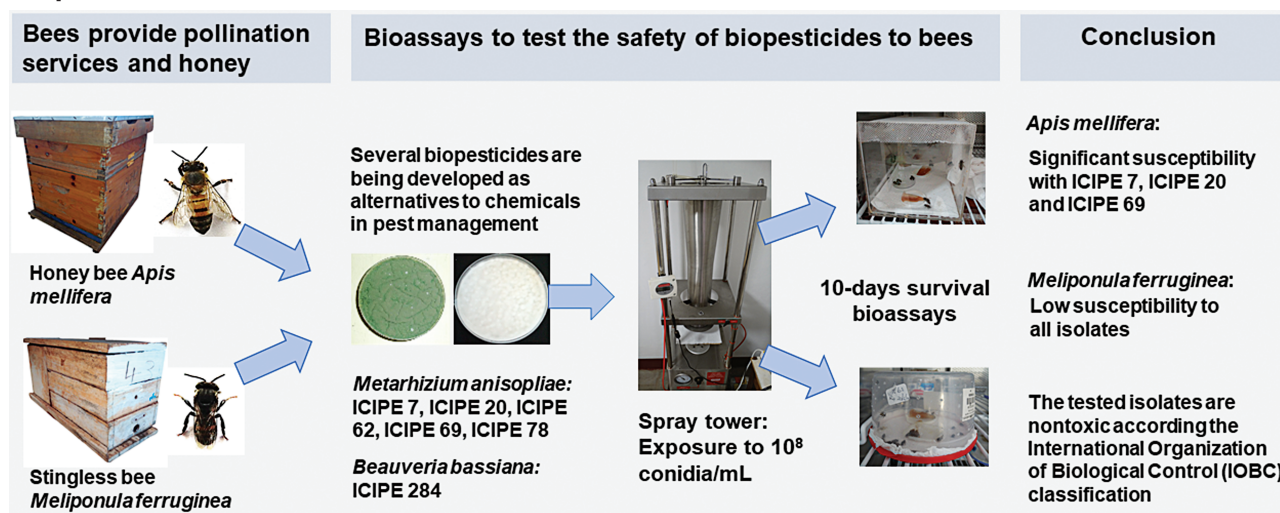 Bees provide pollination
services and honey
Honey bee Apis
mellifera
Stingless bee
Meliponula ferruginea
Bioassays to test the safety of biopesticides to bees
Several biopesticides are
being developed as
alternatives to chemicals
in pest management
Metarhizium anisopliae:
ICIPE 7, ICIPE 20, ICIPE
62, ICIPE 69, ICIPE 78
Beauveria bassiana:
ICIPE 284
Spray tower:
Exposure to 10⁸
conidia/mL
10-days survival
bioassays
Conclusion
Apis mellifera:
Significant susceptibility
with ICIPE 7, ICIPE 20
and ICIPE 69
Meliponula ferruginea:
Low susceptibility to
all isolates
The tested isolates are
nontoxic according the
International Organization
of Biological Control (IOBC)
classification